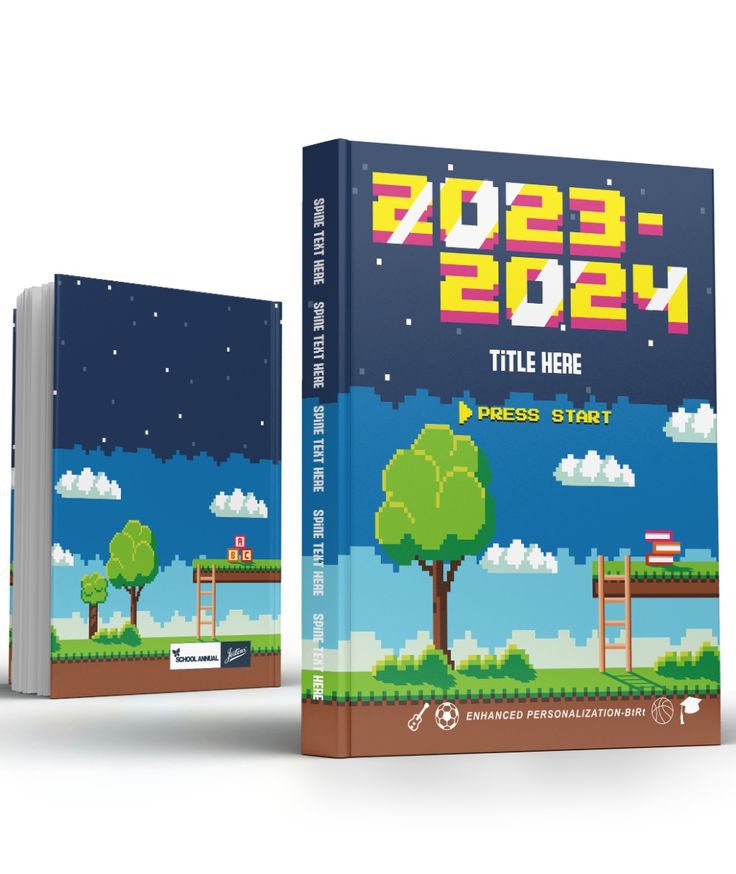 2023-
2024
TiTLE HERE
PRESS START
ENHANCED PERSONALIZATION-BtRt
SPINE TEXT HERE
SPINE TEXT HERE
SPINE TEXT HERE
SPINE TEXT HERE
SPINE TEXT HERE
A
B C
SCHOOL ANNUAL
Jostens